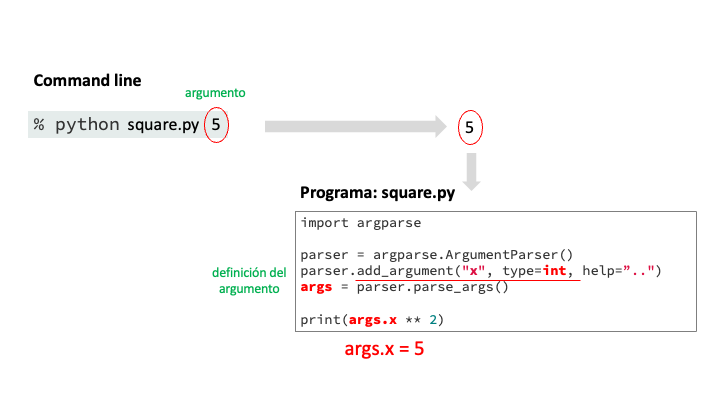 Command line
argumento
% python square.py 5
5
Programa: square.py
import argparse
parser = argparse.ArgumentParser()
parser.add_argument("x", type=int, help=”..")
definición del
argumento
args = parser.parse_args()
print(args.x ** 2)
args.x = 5